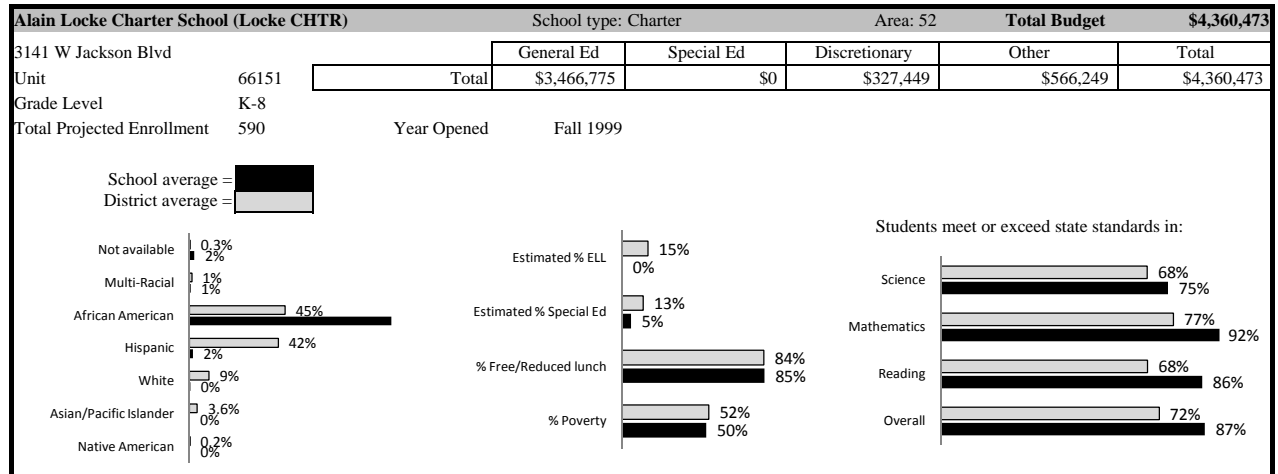 Alain Locke Charter School (Locke CHTR) School type: Charter Area: 52 Total Budget $4,360,473
3141 W Jackson Blvd General Ed Special Ed Discretionary Other Total
Unit 66151 Total $3,466,775 $0 $327,449 $566,249 $4,360,473
Grade Level K-8
Total Projected Enrollment 590 Year Opened Fall 1999
School average =
District average =
Not available 0.3%
2%
Multi-Racial 1%
1%
African American 45%
Hispanic 42%
2%
White 9%
0%
Asian/Pacific Islander 3.6%
0%
Native American 0.2%
0%
Estimated % ELL 15%
0%
Estimated % Special Ed 13%
5%
% Free/Reduced lunch 84%
85%
% Poverty 52%
50%
Students meet or exceed state standards in:
Science 68%
75%
Mathematics 77%
92%
Reading 68%
86%
Overall 72%
87%